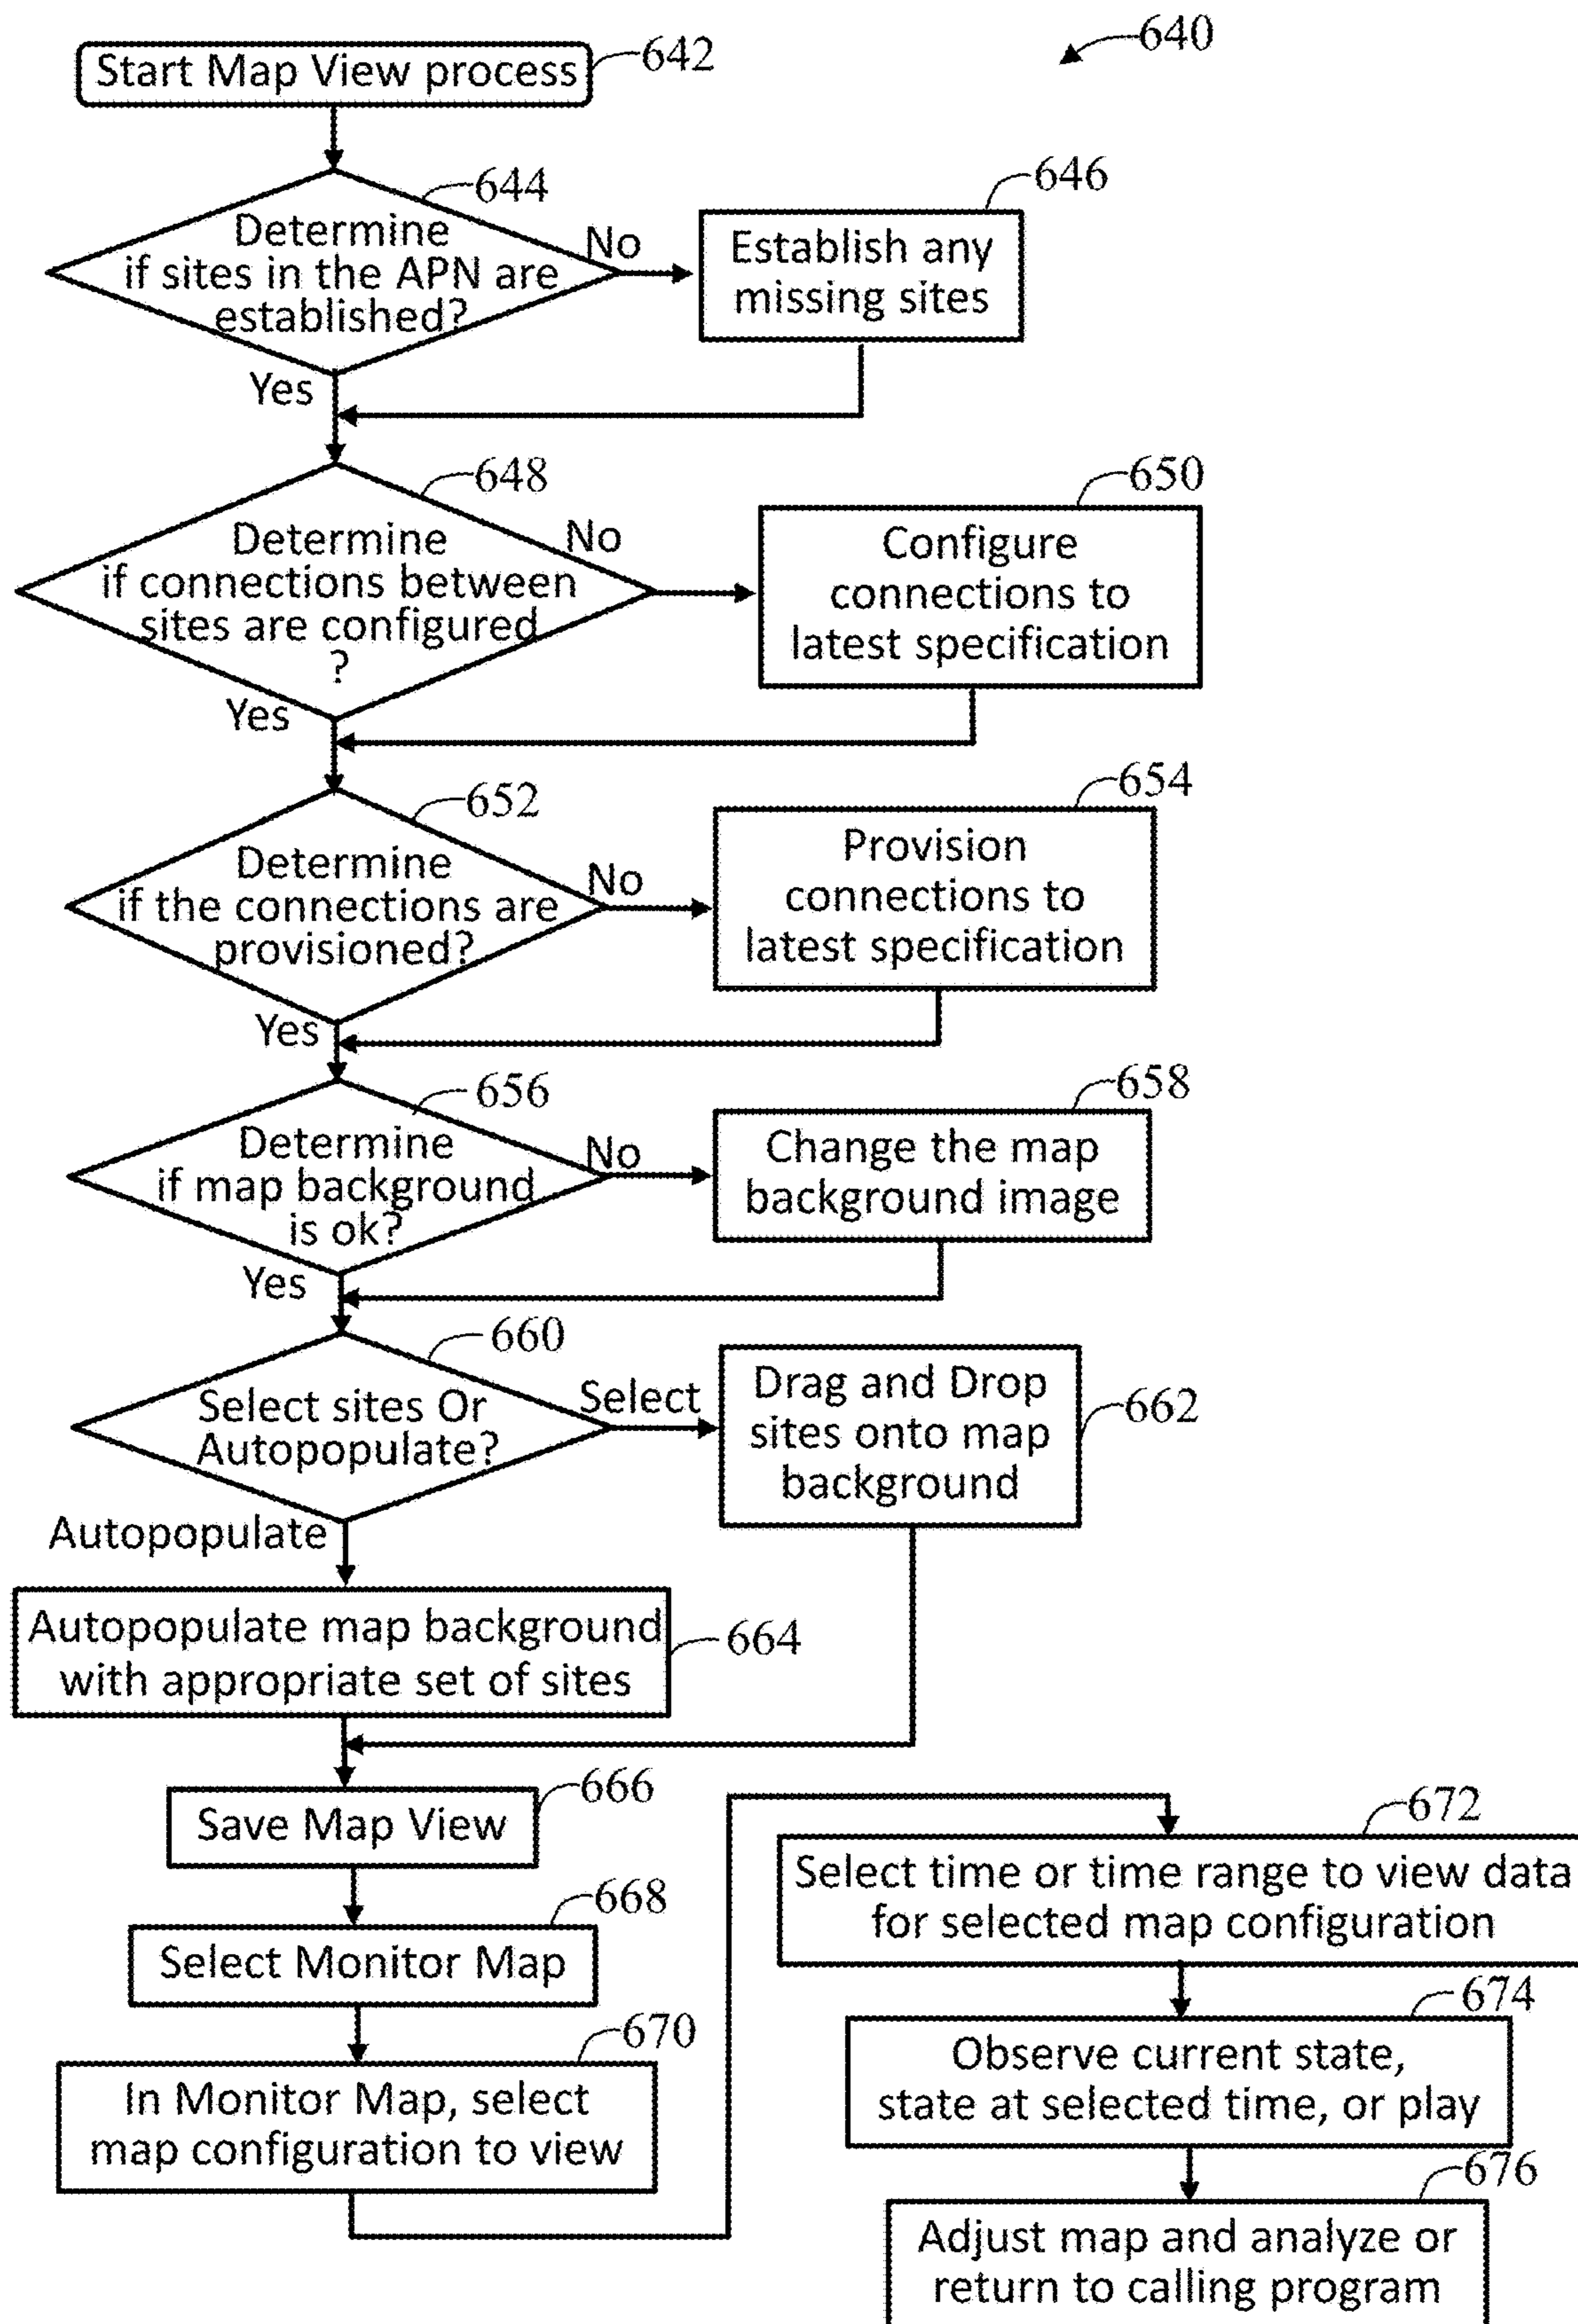 640
Start Map View process
642
644
Determine
if sites in the APN are
established?
No
646
Establish any
missing sites
Yes
648
Determine
if connections between
sites are configured
?
No
650
Configure
connections to
latest specification
Yes
652
Determine
if the connections are
provisioned?
No
654
Provision
connections to
latest specification
Yes
656
Determine
if map background
is ok?
No
658
Change the map
background image
Yes
660
Select sites Or
Autopopulate?
Select
Drag and Drop
sites onto map
background
662
Autopopulate
Autopopulate map background
with appropriate set of sites
664
666
Save Map View
668
Select Monitor Map
670
In Monitor Map, select
map configuration to view
672
Select time or time range to view data
for selected map configuration
674
Observe current state,
state at selected time, or play
676
Adjust map and analyze or
return to calling program